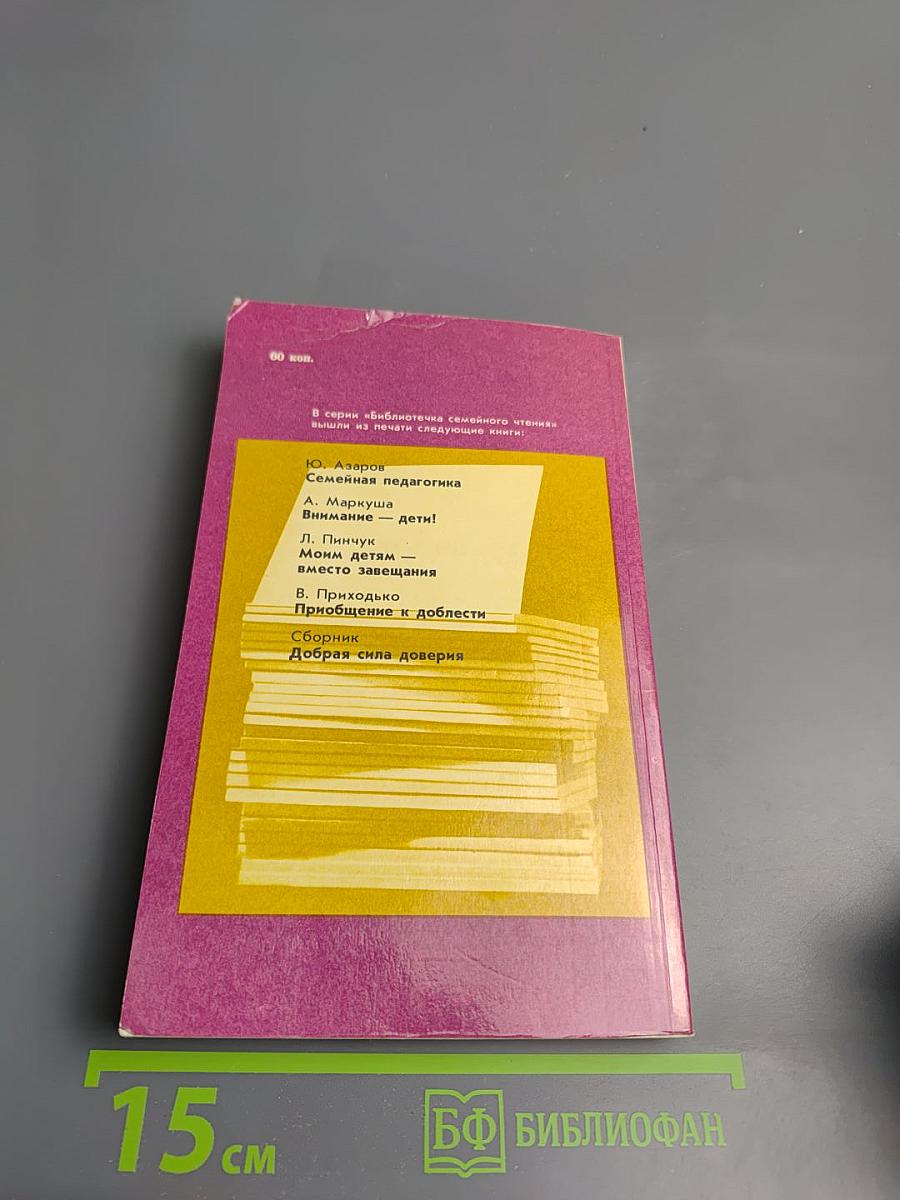 60 коп.
В серии «Библиотечка семейного чтения»
вышли из печати следующие книги:
Ю. Азаров
Семейная педагогика
А. Маркуша
Внимание — дети!
Л. Пинчук
Моим детям —
вместо завещания
В. Приходько
Приобщение к доблести
Сборник
Добрая сила доверия
15 см
БФ БИБЛИОФАН